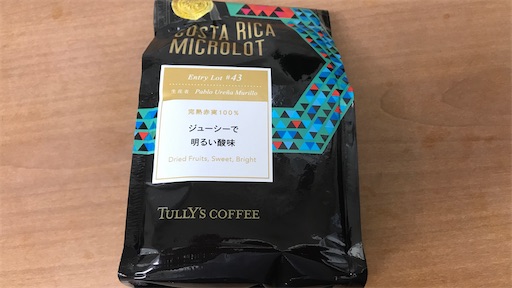 COSTA RICA
MICROLOT
Entry Lot #43
生産者 Pablo Ureña Murillo
完熟赤実100%
ジューシーで
明るい酸味
Dried Fruits, Sweet, Bright
TULLY'S COFFEE